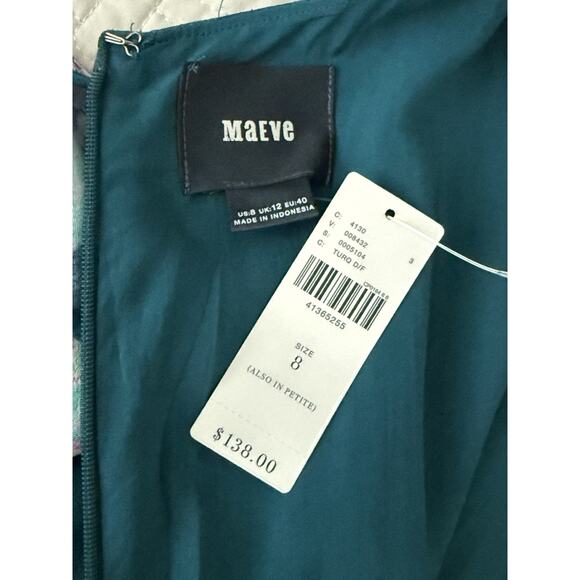 MaEve
US:8 UK:12 EU:40
MADE IN INDONESIA
C: 4130
V: 008432
S: 0005104
C: TURQ D/F
3
41365255
SIZE
8
(ALSO IN PETITE)
$138.00